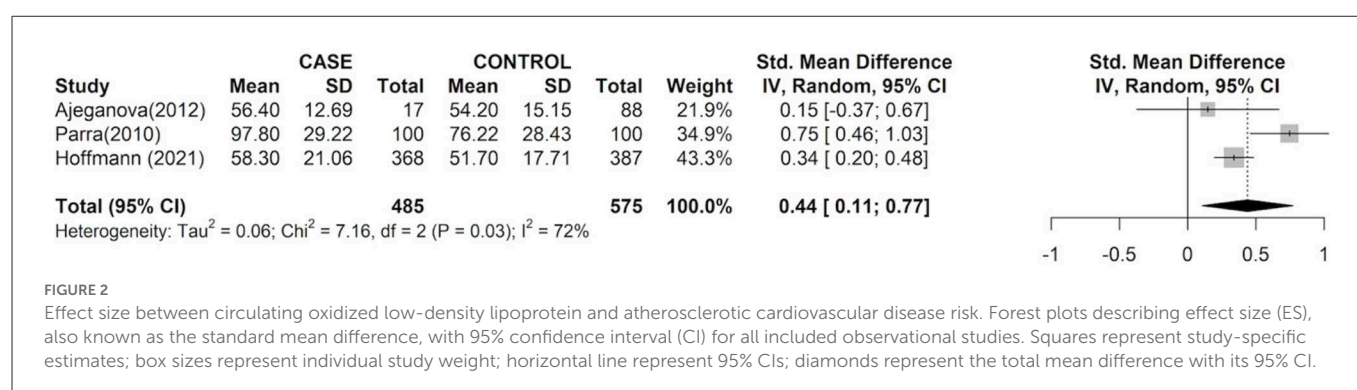 CASE CONTROL Std. Mean Difference Std. Mean Difference
Study Mean SD Total Mean SD Total Weight IV, Random, 95% CI IV, Random, 95% CI
Ajeganova(2012) 56.40 12.69 17 54.20 15.15 88 21.9% 0.15 [-0.37; 0.67]
Parra(2010) 97.80 29.22 100 76.22 28.43 100 34.9% 0.75 [ 0.46; 1.03]
Hoffmann (2021) 58.30 21.06 368 51.70 17.71 387 43.3% 0.34 [ 0.20; 0.48]
Total (95% CI) 485 575 100.0% 0.44 [ 0.11; 0.77]
Heterogeneity: Tau² = 0.06; Chi² = 7.16, df = 2 (P = 0.03); I² = 72%
-1 -0.5 0 0.5 1
FIGURE 2
Effect size between circulating oxidized low-density lipoprotein and atherosclerotic cardiovascular disease risk. Forest plots describing effect size (ES),
also known as the standard mean difference, with 95% confidence interval (CI) for all included observational studies. Squares represent study-specific
estimates; box sizes represent individual study weight; horizontal line represent 95% CIs; diamonds represent the total mean difference with its 95% CI.